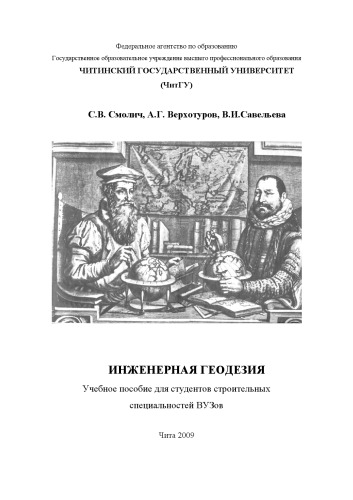 Федеральное агентство по образованию
Государственное образовательное учреждение высшего профессионального образования
ЧИТИНСКИЙ ГОСУДАРСТВЕННЫЙ УНИВЕРСИТЕТ
(ЧитГУ)
С.В. Смолич, А.Г. Верхотуров, В.И.Савельева
ИНЖЕНЕРНАЯ ГЕОДЕЗИЯ
Учебное пособие для студентов строительных
специальностей ВУЗов
Чита 2009